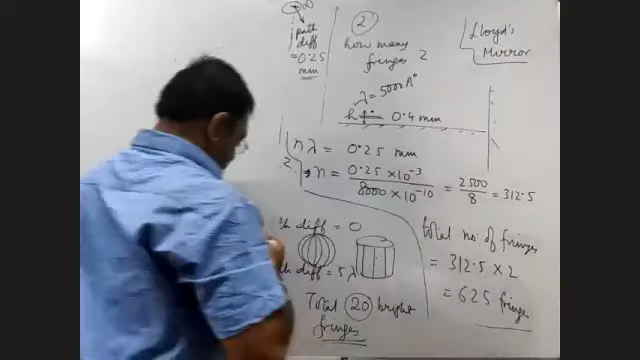 path
diff
= 0.25
mm
2
how many
fringes ?
λ = 5000 A°
0.4 mm
Lloyd's
Mirror
nλ = 0.25 mm
2.
n = 0.25 × 10⁻³ / 8000 × 10⁻¹⁰ = 2500 / 8 = 312.5
diff = 0
diff = 5λ
Total 20 bright
fringes
Total no. of fringes
= 312.5 × 2
= 625 fringe